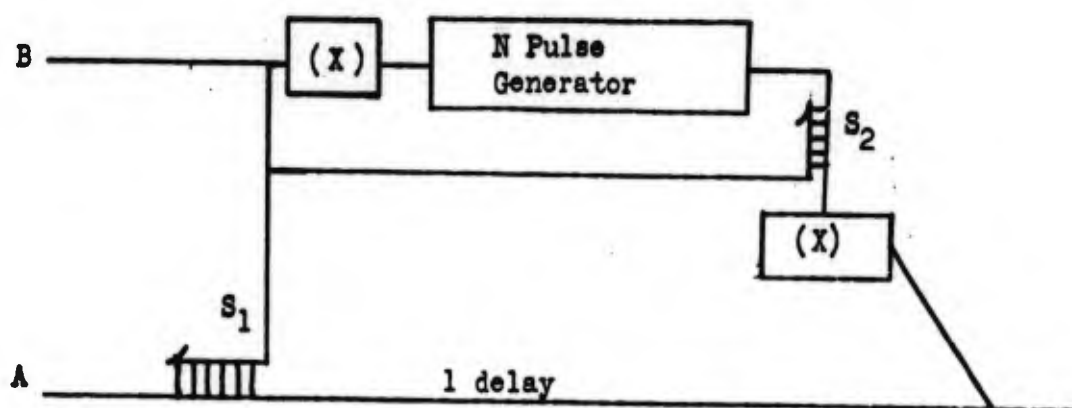 B
(X)
N Pulse
Generator
S2
(X)
S1
A
1 delay